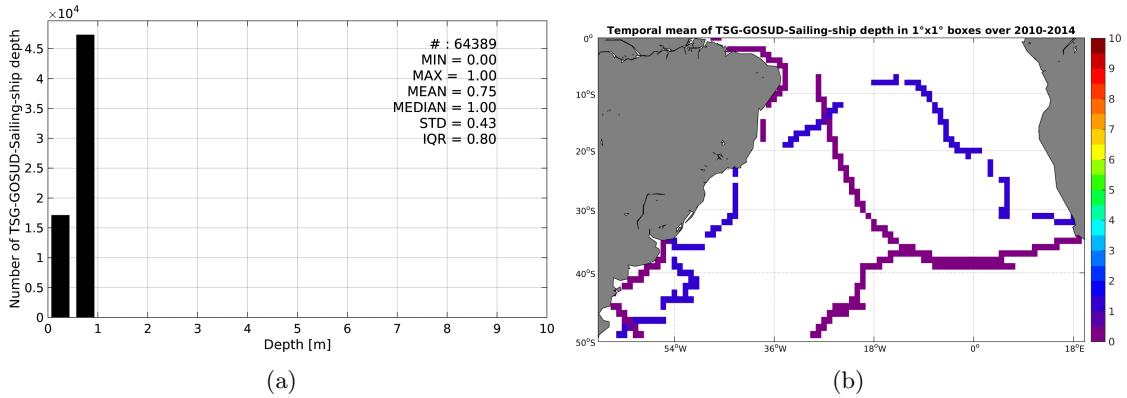 ×10⁴
# : 64389
MIN = 0.00
MAX = 1.00
MEAN = 0.75
MEDIAN = 1.00
STD = 0.43
IQR = 0.80
Number of TSG-GOSUD-Sailing-ship depth
4.5
4
3.5
3
2.5
2
1.5
1
0.5
0
0 1 2 3 4 5 6 7 8 9 10
Depth [m]
(a)
Temporal mean of TSG-GOSUD-Sailing-ship depth in 1°x1° boxes over 2010-2014
0°
10°S
20°S
30°S
40°S
50°S
54°W 36°W 18°W 0° 18°E
10
9
8
7
6
5
4
3
2
1
0
(b)